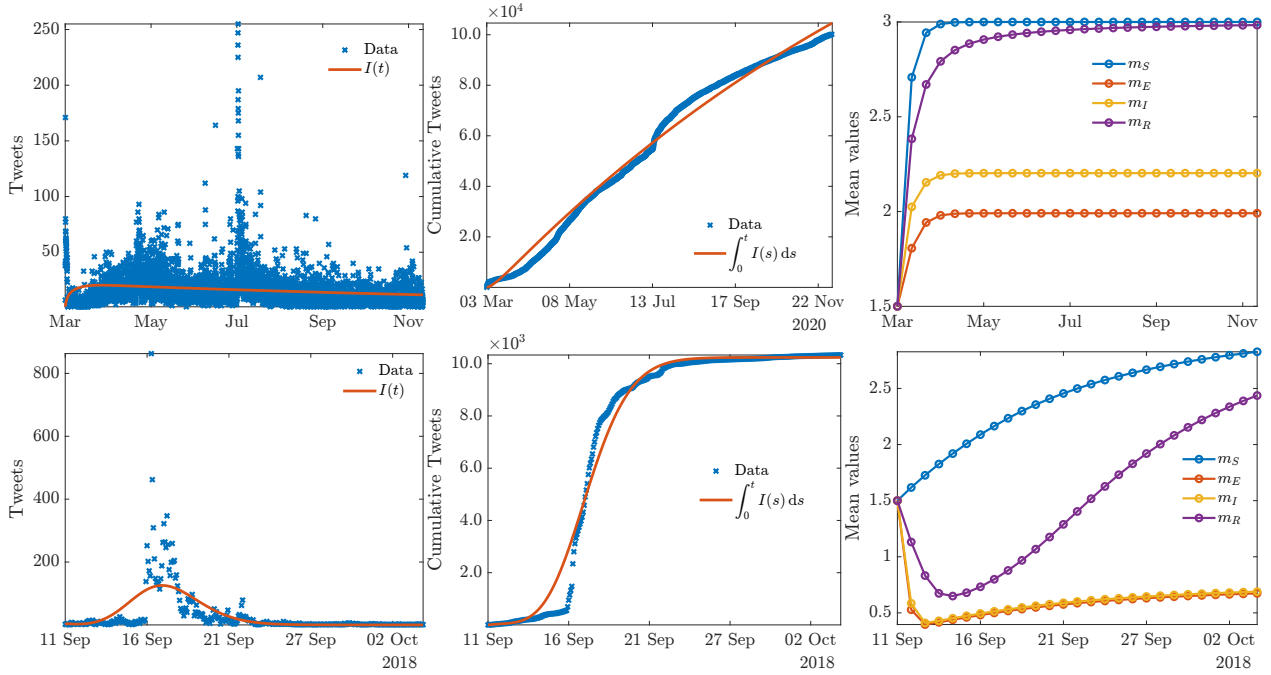 250
200
150
100
50
Tweets
Data
I(t)
Mar
May
Jul
Sep
Nov
×10⁴
10.0
8.0
6.0
4.0
2.0
0
Cumulative Tweets
Data
∫₀ᵗ I(s) ds
03 Mar
08 May
13 Jul
17 Sep
22 Nov
2020
3
2.5
2
1.5
Mean values
m_S
m_E
m_I
m_R
Mar
May
Jul
Sep
Nov
800
600
400
200
Tweets
Data
I(t)
11 Sep
16 Sep
21 Sep
27 Sep
02 Oct
2018
×10³
10.0
8.0
6.0
4.0
2.0
0
Cumulative Tweets
Data
∫₀ᵗ I(s) ds
11 Sep
16 Sep
21 Sep
27 Sep
02 Oct
2018
2.5
2
1.5
1
0.5
Mean values
m_S
m_E
m_I
m_R
11 Sep
16 Sep
21 Sep
27 Sep
02 Oct
2018